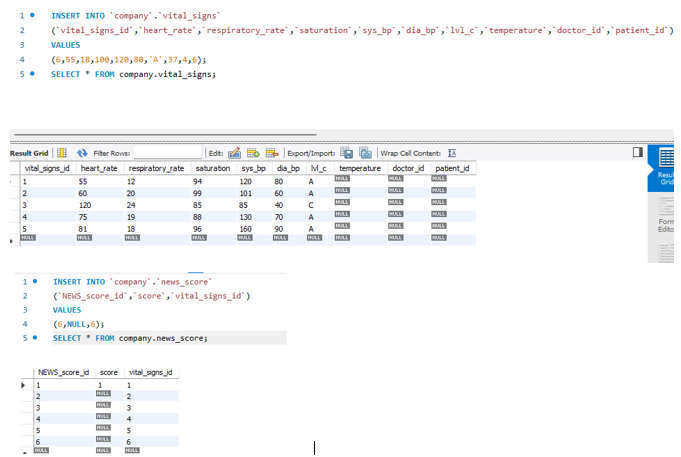 1 INSERT INTO `company`.`vital_signs`
2 (`vital_signs_id`,`heart_rate`,`respiratory_rate`,`saturation`,`sys_bp`,`dia_bp`,`lvl_c`,`temperature`,`doctor_id`,`patient_id`)
3 VALUES
4 (6,55,18,100,120,80,'A',37,4,6);
5 SELECT * FROM company.vital_signs;
Result Grid Filter Rows: Edit: Export/Import: Wrap Cell Content:
vital_signs_id heart_rate respiratory_rate saturation sys_bp dia_bp lvl_c temperature doctor_id patient_id
1 55 12 94 120 80 A NULL NULL NULL
2 60 20 99 101 60 A NULL NULL NULL
3 120 24 85 85 40 C NULL NULL NULL
4 75 19 88 130 70 A NULL NULL NULL
5 81 18 96 160 90 A NULL NULL NULL
NULL NULL NULL NULL NULL NULL NULL NULL NULL NULL
Resu
Grid
Form
Edito
1 INSERT INTO `company`.`news_score`
2 (`NEWS_score_id`,`score`,`vital_signs_id`)
3 VALUES
4 (6,NULL,6);
5 SELECT * FROM company.news_score;
NEWS_score_id score vital_signs_id
1 1 1
2 NULL 2
3 NULL 3
4 NULL 4
5 NULL 5
6 NULL 6
NULL NULL NULL